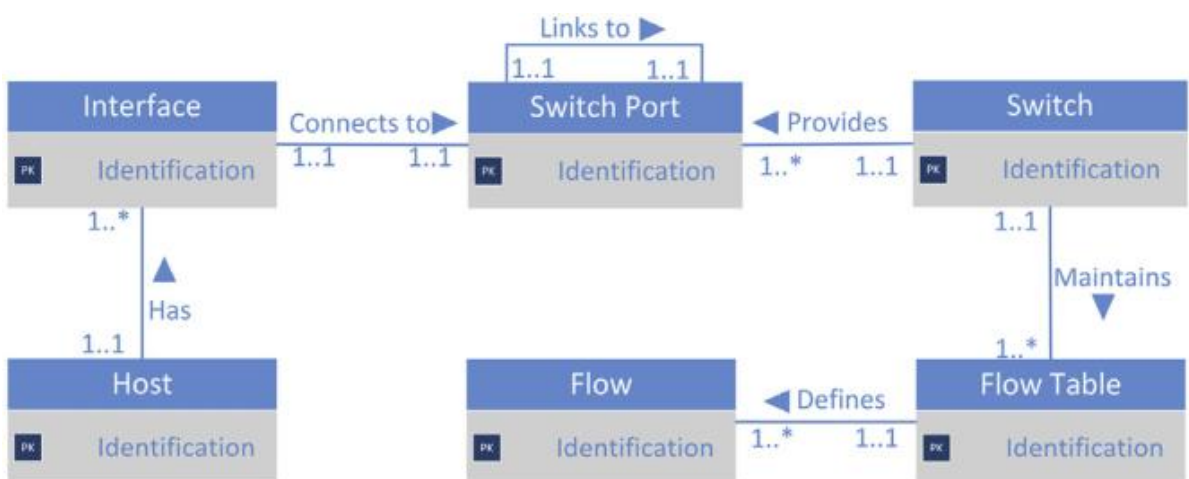 Links to ▶
1..1 1..1
Interface
Switch Port
Switch
Connects to▶
◀ Provides
PK Identification
1..1 1..1
PK Identification
1..* 1..1
PK Identification
1..*
1..1
▲
Has
Maintains
▼
1..1
1..*
Host
Flow
Flow Table
◀ Defines
PK Identification
PK Identification
1..* 1..1
PK Identification